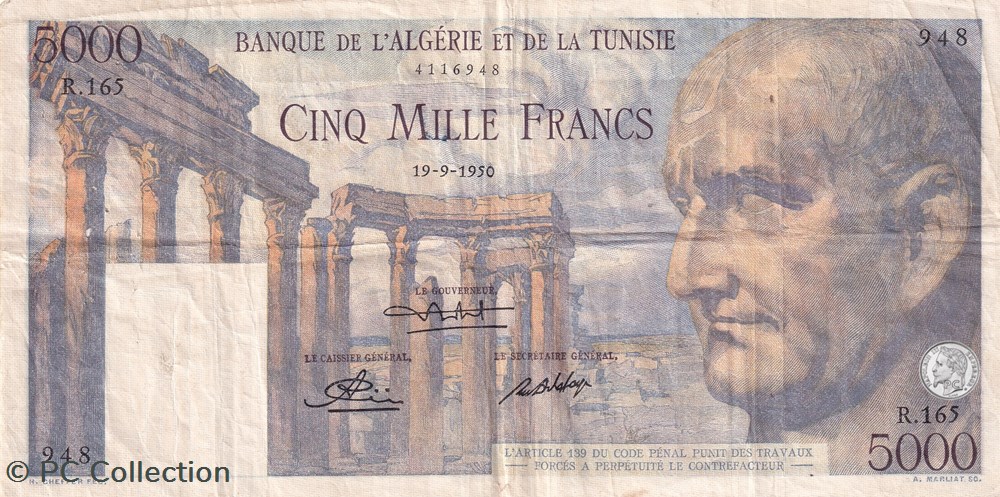 5000
BANQUE DE L'ALGÉRIE ET DE LA TUNISIE
948
R.165
4116948
CINQ MILLE FRANCS
19-9-1950
LE GOUVERNEUR,
LE CAISSIER GÉNÉRAL,
LE SECRÉTAIRE GÉNÉRAL,
PC
R.165
5000
948
L'ARTICLE 139 DU CODE PÉNAL PUNIT DES TRAVAUX
FORCÉS A PERPÉTUITÉ LE CONTREFACTEUR
© PC Collection
A. MARLIAT SC.